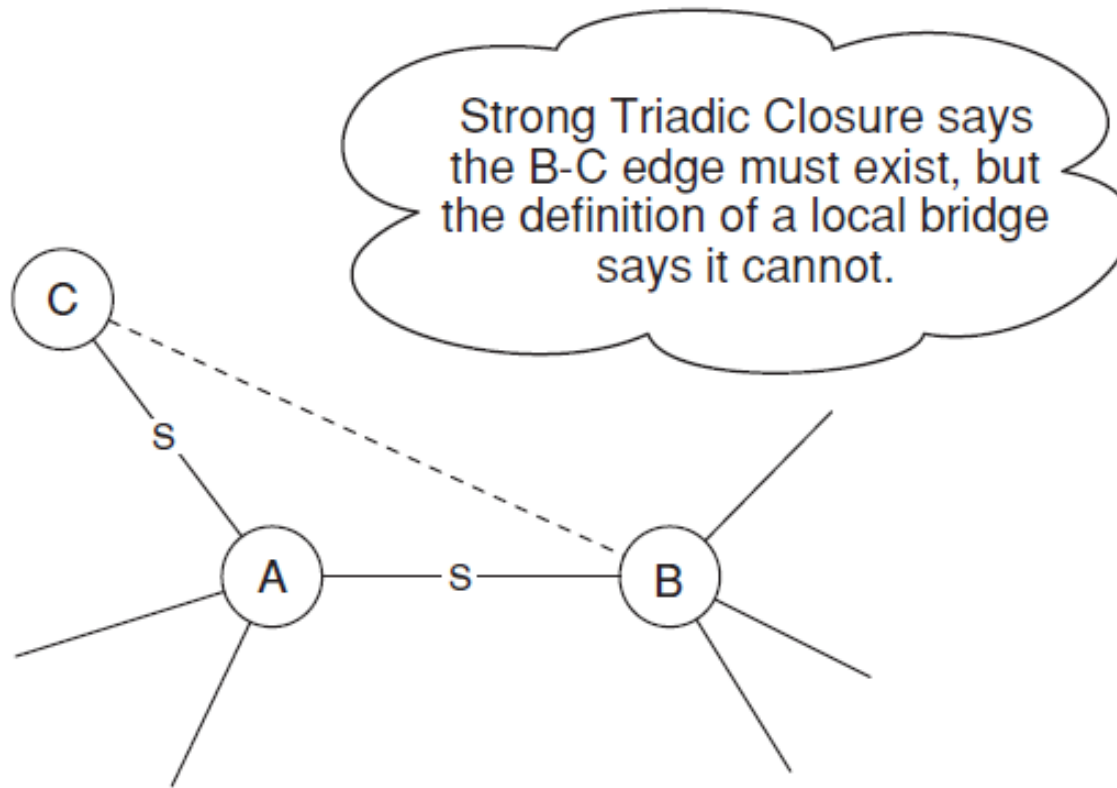 Strong Triadic Closure says
the B-C edge must exist, but
the definition of a local bridge
says it cannot.
C
S
A
S
B